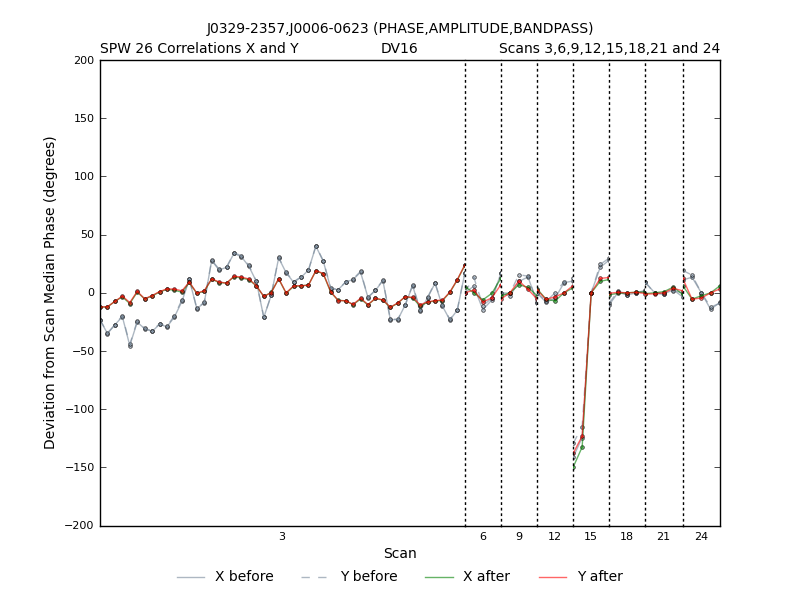 J0329-2357,J0006-0623 (PHASE,AMPLITUDE,BANDPASS)
SPW 26 Correlations X and Y DV16 Scans 3,6,9,12,15,18,21 and 24
200
150
100
50
0
−50
−100
−150
−200
Deviation from Scan Median Phase (degrees)
3 6 9 12 15 18 21 24
Scan
X before Y before X after Y after